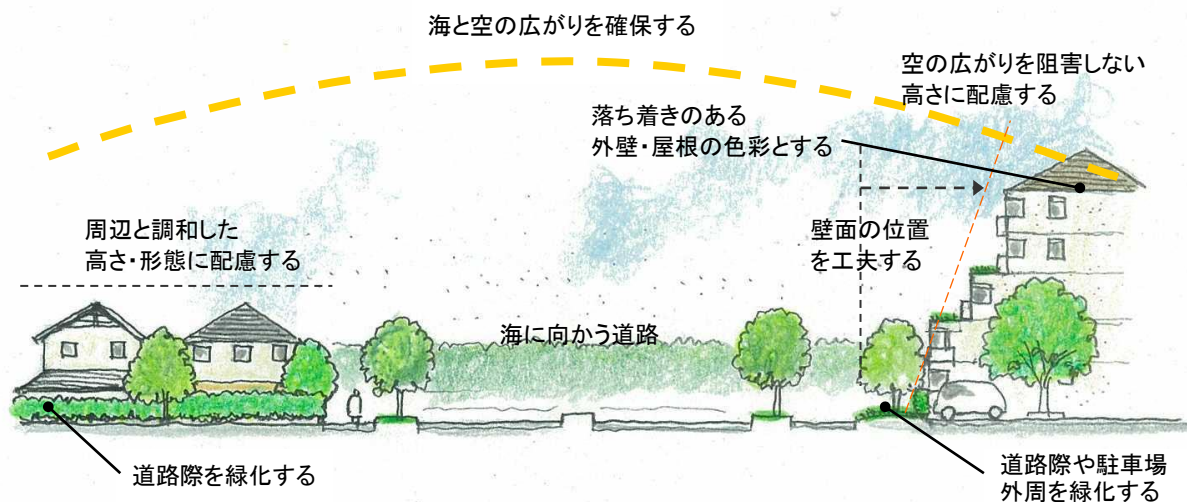 海と空の広がりを確保する
空の広がりを阻害しない
高さに配慮する
落ち着きのある
外壁・屋根の色彩とする
周辺と調和した
高さ・形態に配慮する
壁面の位置
を工夫する
海に向かう道路
道路際を緑化する
道路際や駐車場
外周を緑化する